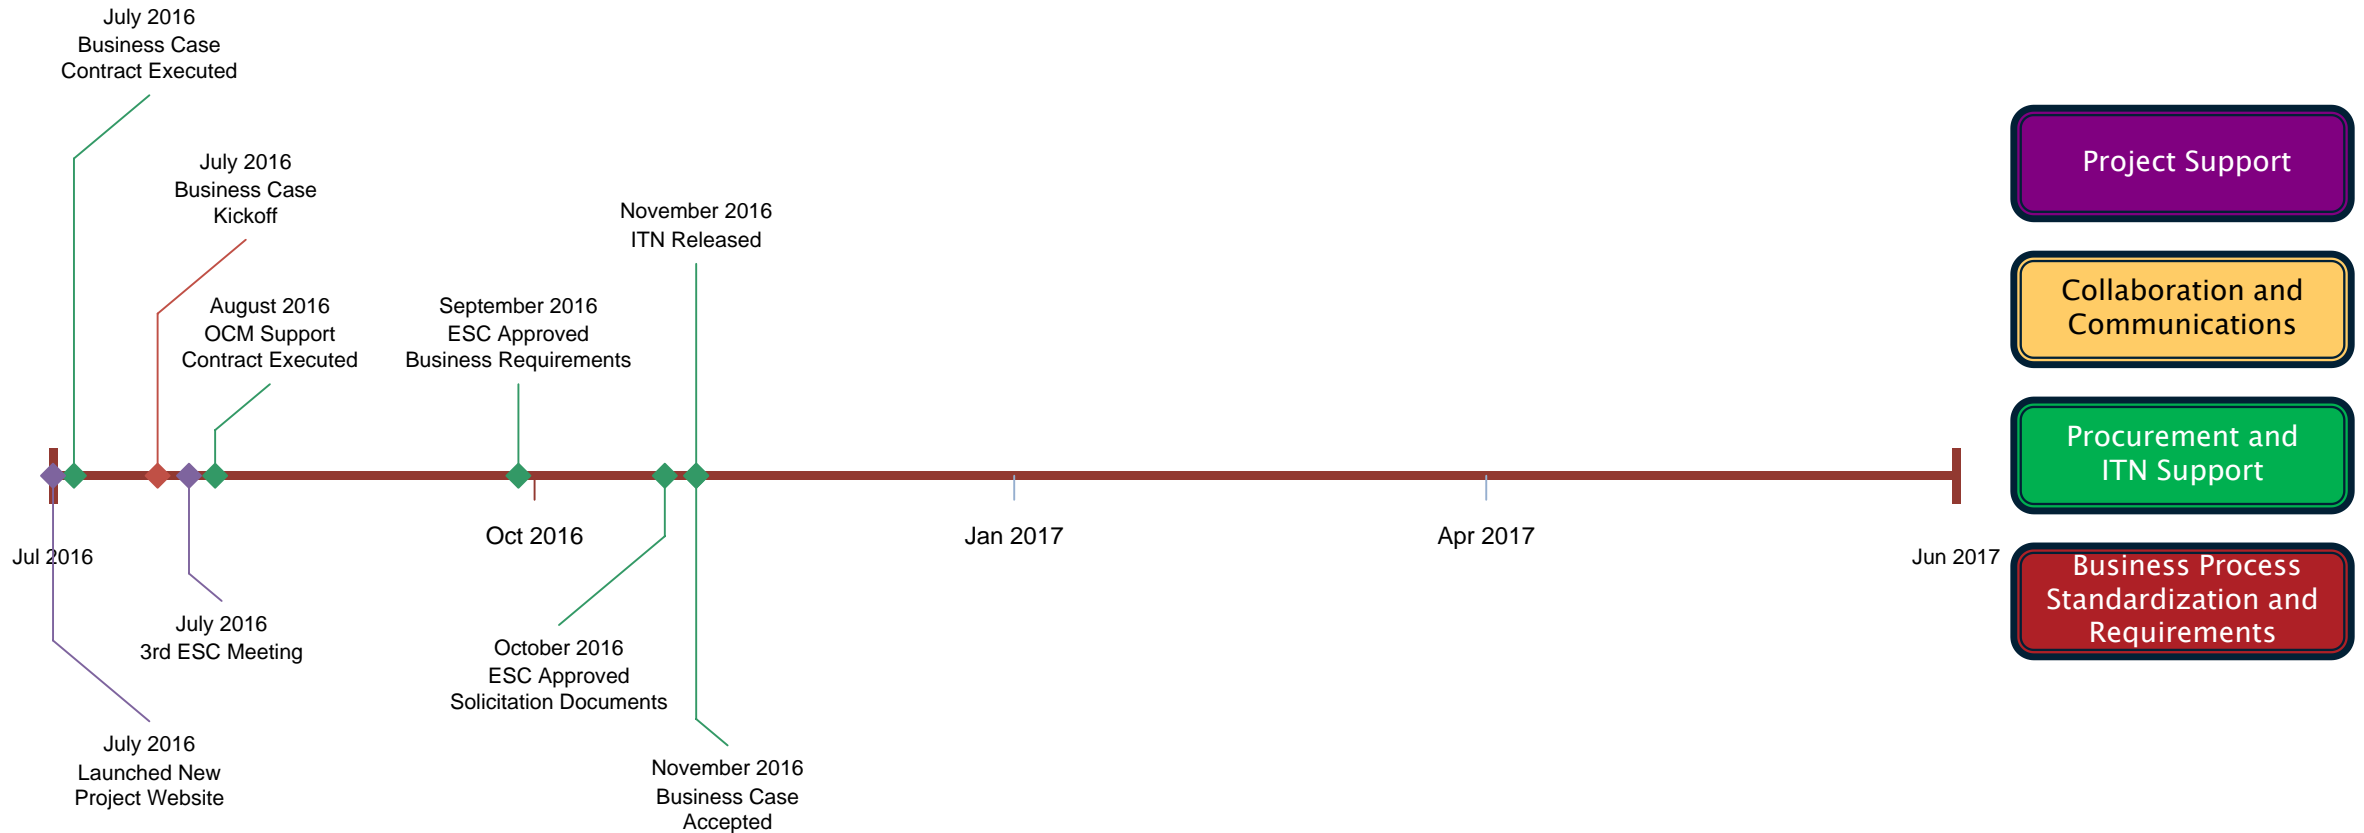 July 2016
Business Case
Contract Executed
July 2016
Business Case
Kickoff
August 2016
OCM Support
Contract Executed
September 2016
ESC Approved
Business Requirements
November 2016
ITN Released
Jul 2016
Oct 2016
Jan 2017
Apr 2017
Jun 2017
July 2016
3rd ESC Meeting
July 2016
Launched New
Project Website
October 2016
ESC Approved
Solicitation Documents
November 2016
Business Case
Accepted
Project Support
Collaboration and
Communications
Procurement and
ITN Support
Business Process
Standardization and
Requirements